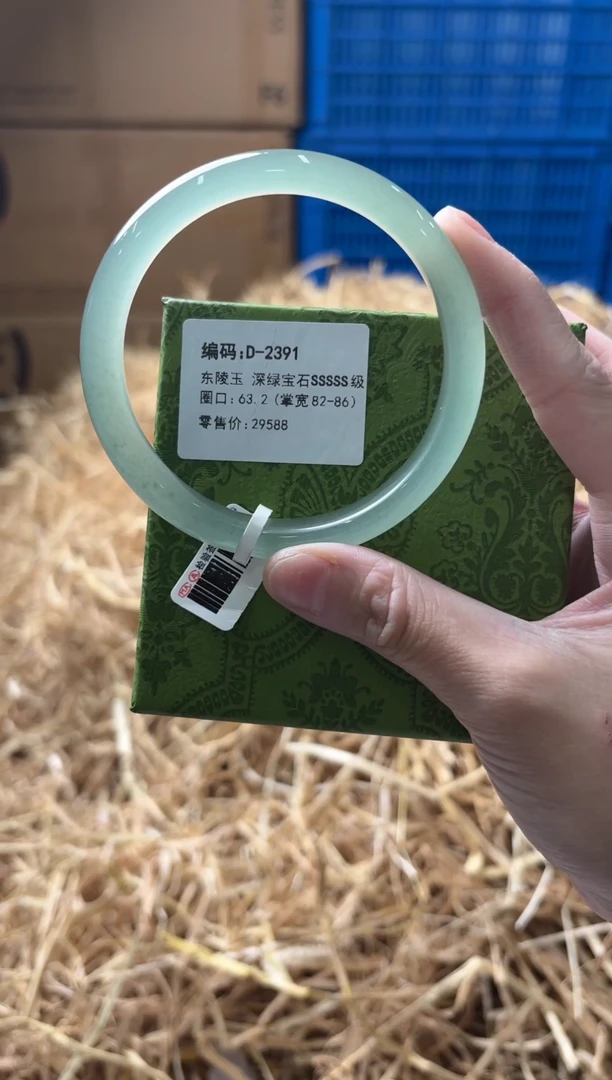 编码:D-2391
东陵玉 深绿宝石SSSSS级
圈口:63.2(掌宽82-86)
零售价:29588